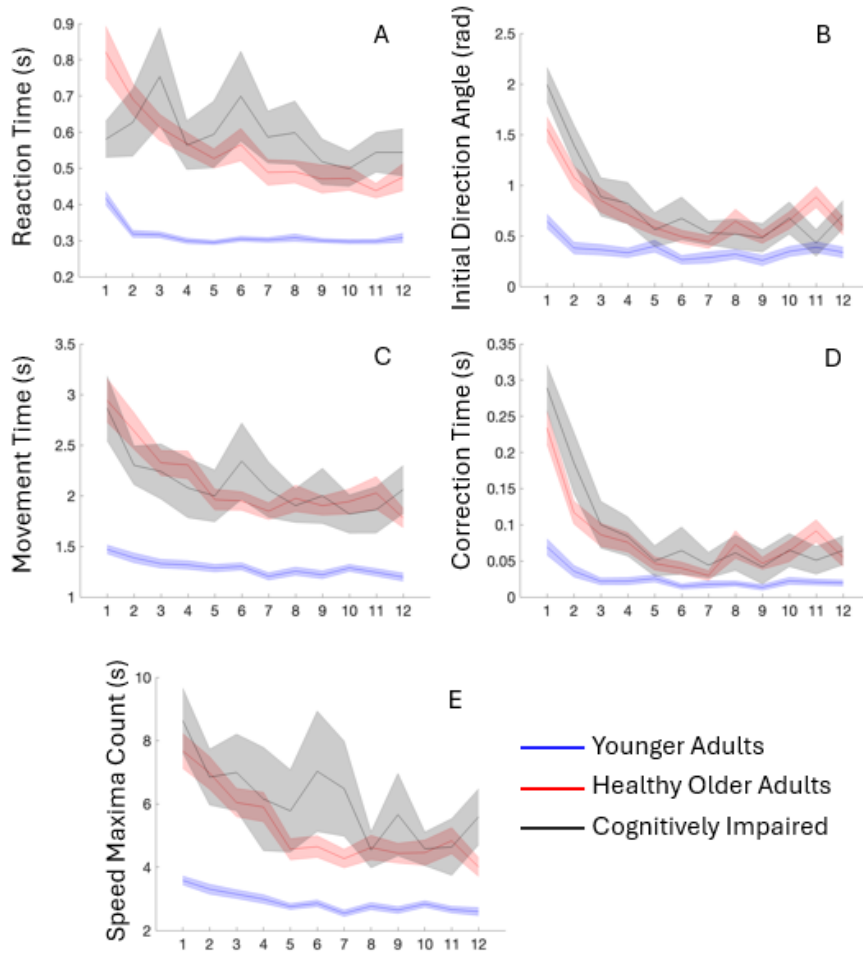 A
Reaction Time (s)
0.9
0.8
0.7
0.6
0.5
0.4
0.3
0.2
1 2 3 4 5 6 7 8 9 10 11 12
B
Initial Direction Angle (rad)
2.5
2
1.5
1
0.5
0
1 2 3 4 5 6 7 8 9 10 11 12
C
Movement Time (s)
3.5
3
2.5
2
1.5
1
1 2 3 4 5 6 7 8 9 10 11 12
D
Correction Time (s)
0.35
0.3
0.25
0.2
0.15
0.1
0.05
0
1 2 3 4 5 6 7 8 9 10 11 12
E
Speed Maxima Count (s)
10
8
6
4
2
1 2 3 4 5 6 7 8 9 10 11 12
Younger Adults
Healthy Older Adults
Cognitively Impaired